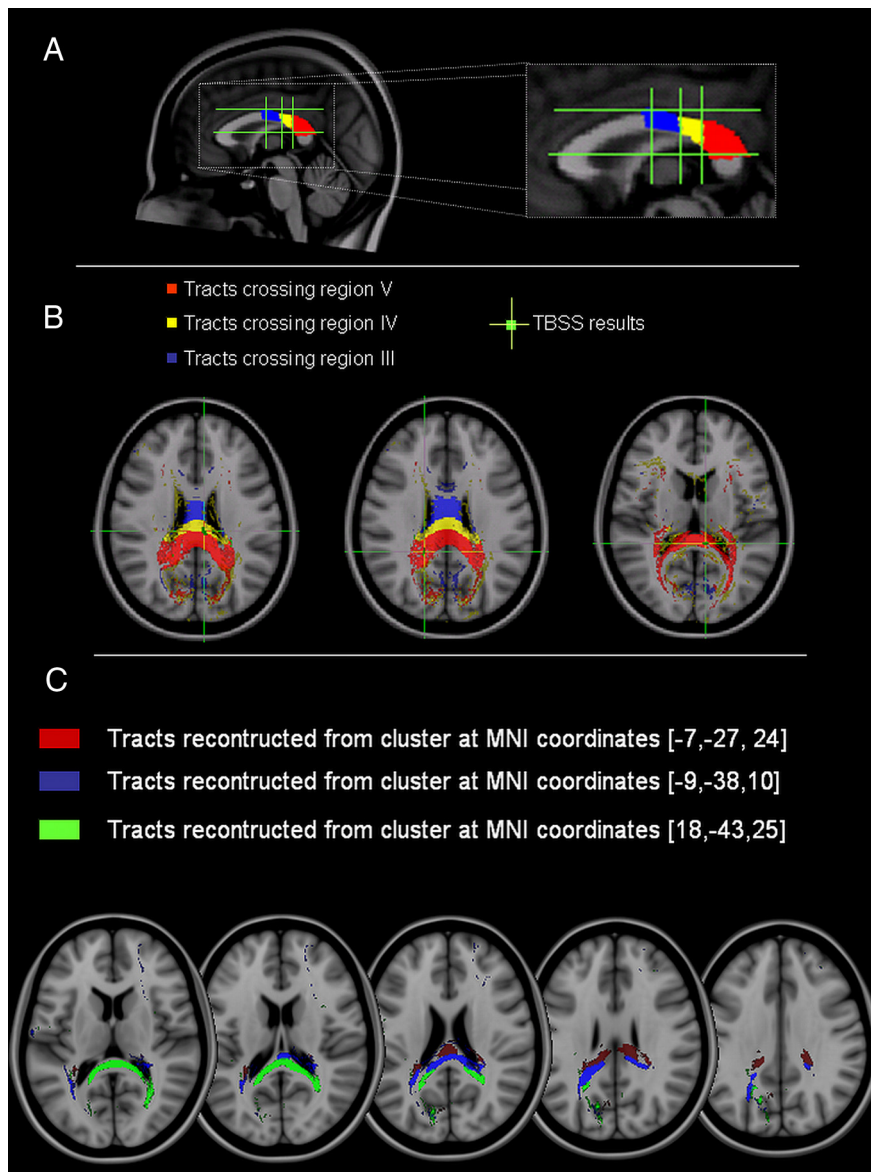 A
Tracts crossing region V
B
Tracts crossing region IV
TBSS results
Tracts crossing region III
C
Tracts recontructed from cluster at MNI coordinates [-7,-27, 24]
Tracts recontructed from cluster at MNI coordinates [-9,-38,10]
Tracts recontructed from cluster at MNI coordinates [18,-43,25]